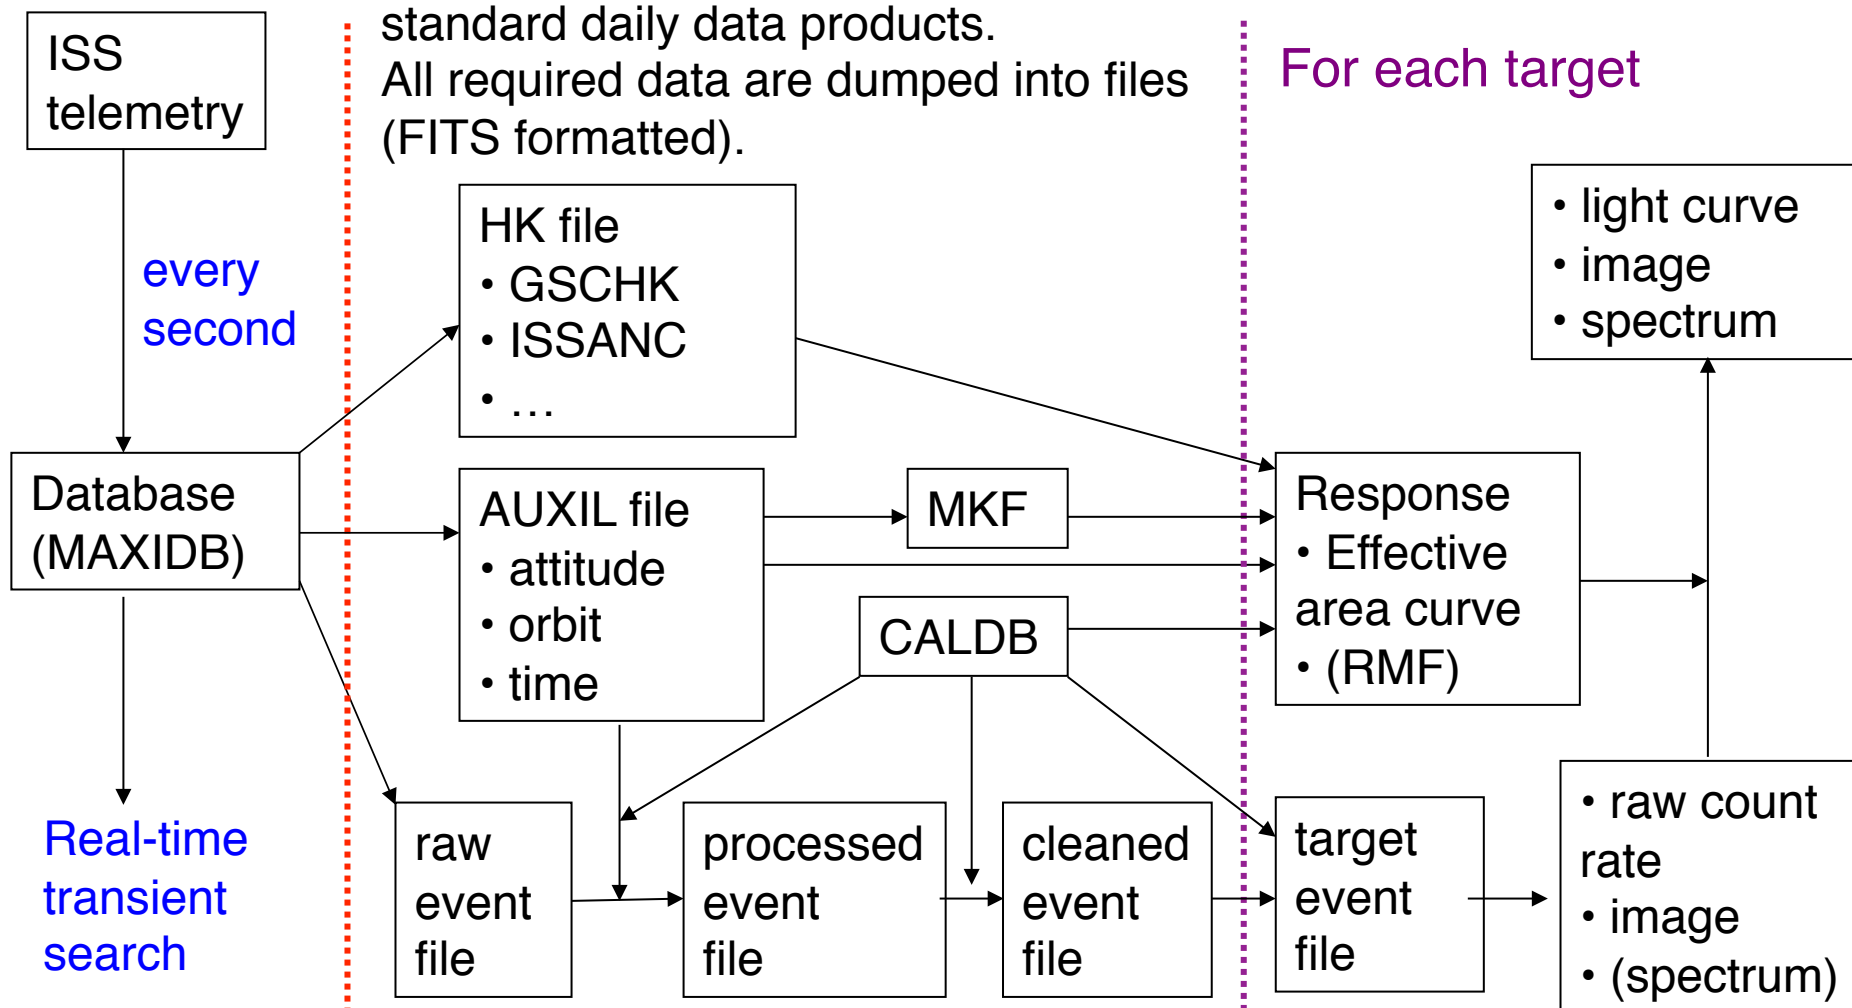 ISS
telemetry
every
second
Database
(MAXIDB)
Real-time
transient
search
standard daily data products.
All required data are dumped into files
(FITS formatted).
HK file
• GSCHK
• ISSANC
• …
AUXIL file
• attitude
• orbit
• time
MKF
CALDB
raw
event
file
processed
event
file
cleaned
event
file
For each target
• light curve
• image
• spectrum
Response
• Effective
area curve
• (RMF)
target
event
file
• raw count
rate
• image
• (spectrum)